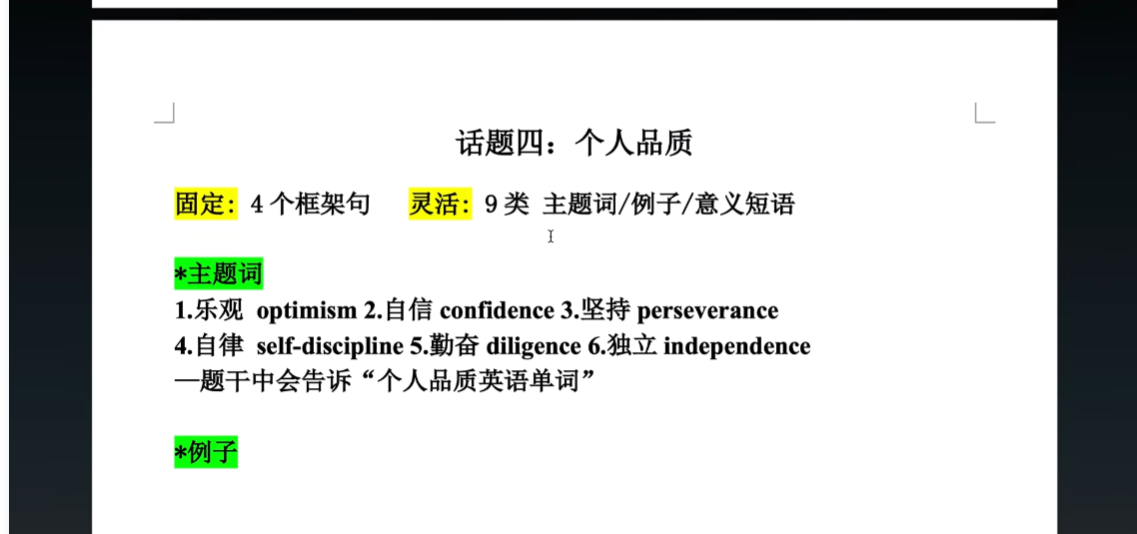 话题四：个人品质
固定：4个框架句 灵活：9类 主题词/例子/意义短语
*主题词
1.乐观 optimism 2.自信 confidence 3.坚持 perseverance
4.自律 self-discipline 5.勤奋 diligence 6.独立 independence
—题干中会告诉“个人品质英语单词”
*例子